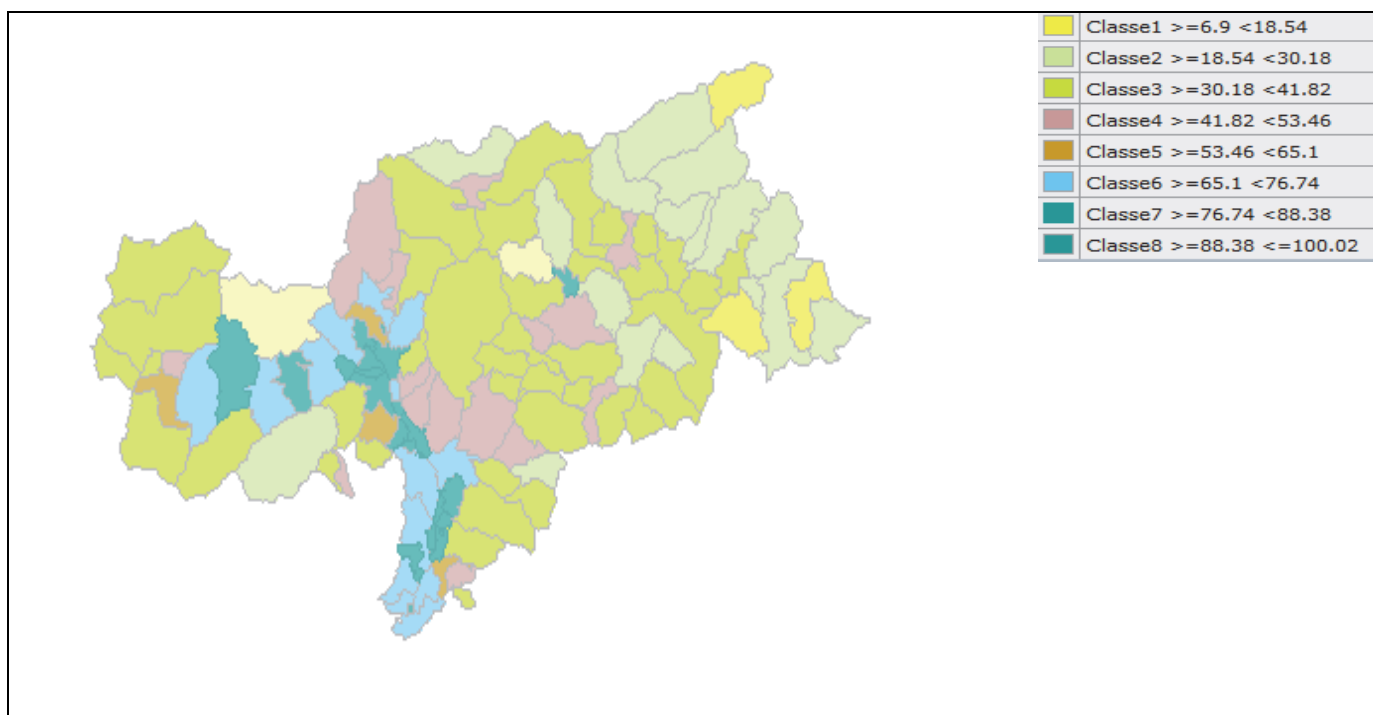 Classe1 >=6.9 <18.54
Classe2 >=18.54 <30.18
Classe3 >=30.18 <41.82
Classe4 >=41.82 <53.46
Classe5 >=53.46 <65.1
Classe6 >=65.1 <76.74
Classe7 >=76.74 <88.38
Classe8 >=88.38 <=100.02